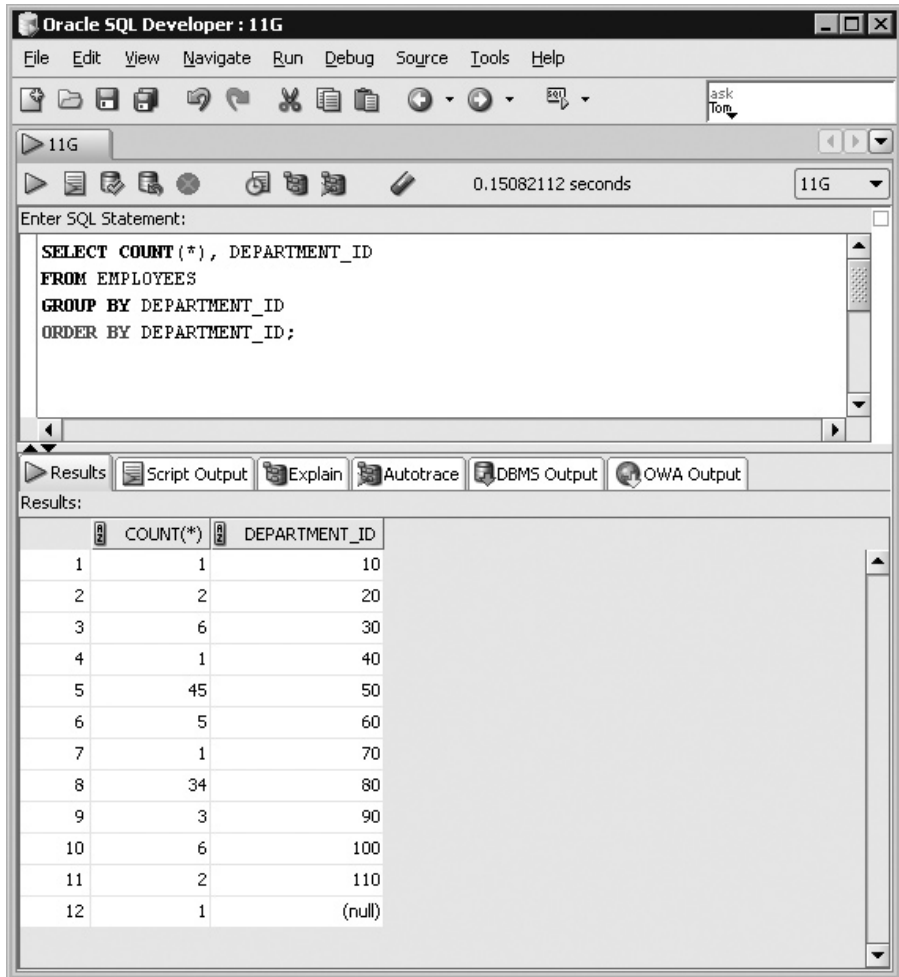 Oracle SQL Developer : 11G
File Edit View Navigate Run Debug Source Tools Help
ask
Tom
11G
0.15082112 seconds 11G
Enter SQL Statement:
SELECT COUNT(*), DEPARTMENT_ID
FROM EMPLOYEES
GROUP BY DEPARTMENT_ID
ORDER BY DEPARTMENT_ID;
Results Script Output Explain Autotrace DBMS Output OWA Output
Results:
COUNT(*) DEPARTMENT_ID
1 1 10
2 2 20
3 6 30
4 1 40
5 45 50
6 5 60
7 1 70
8 34 80
9 3 90
10 6 100
11 2 110
12 1 (null)